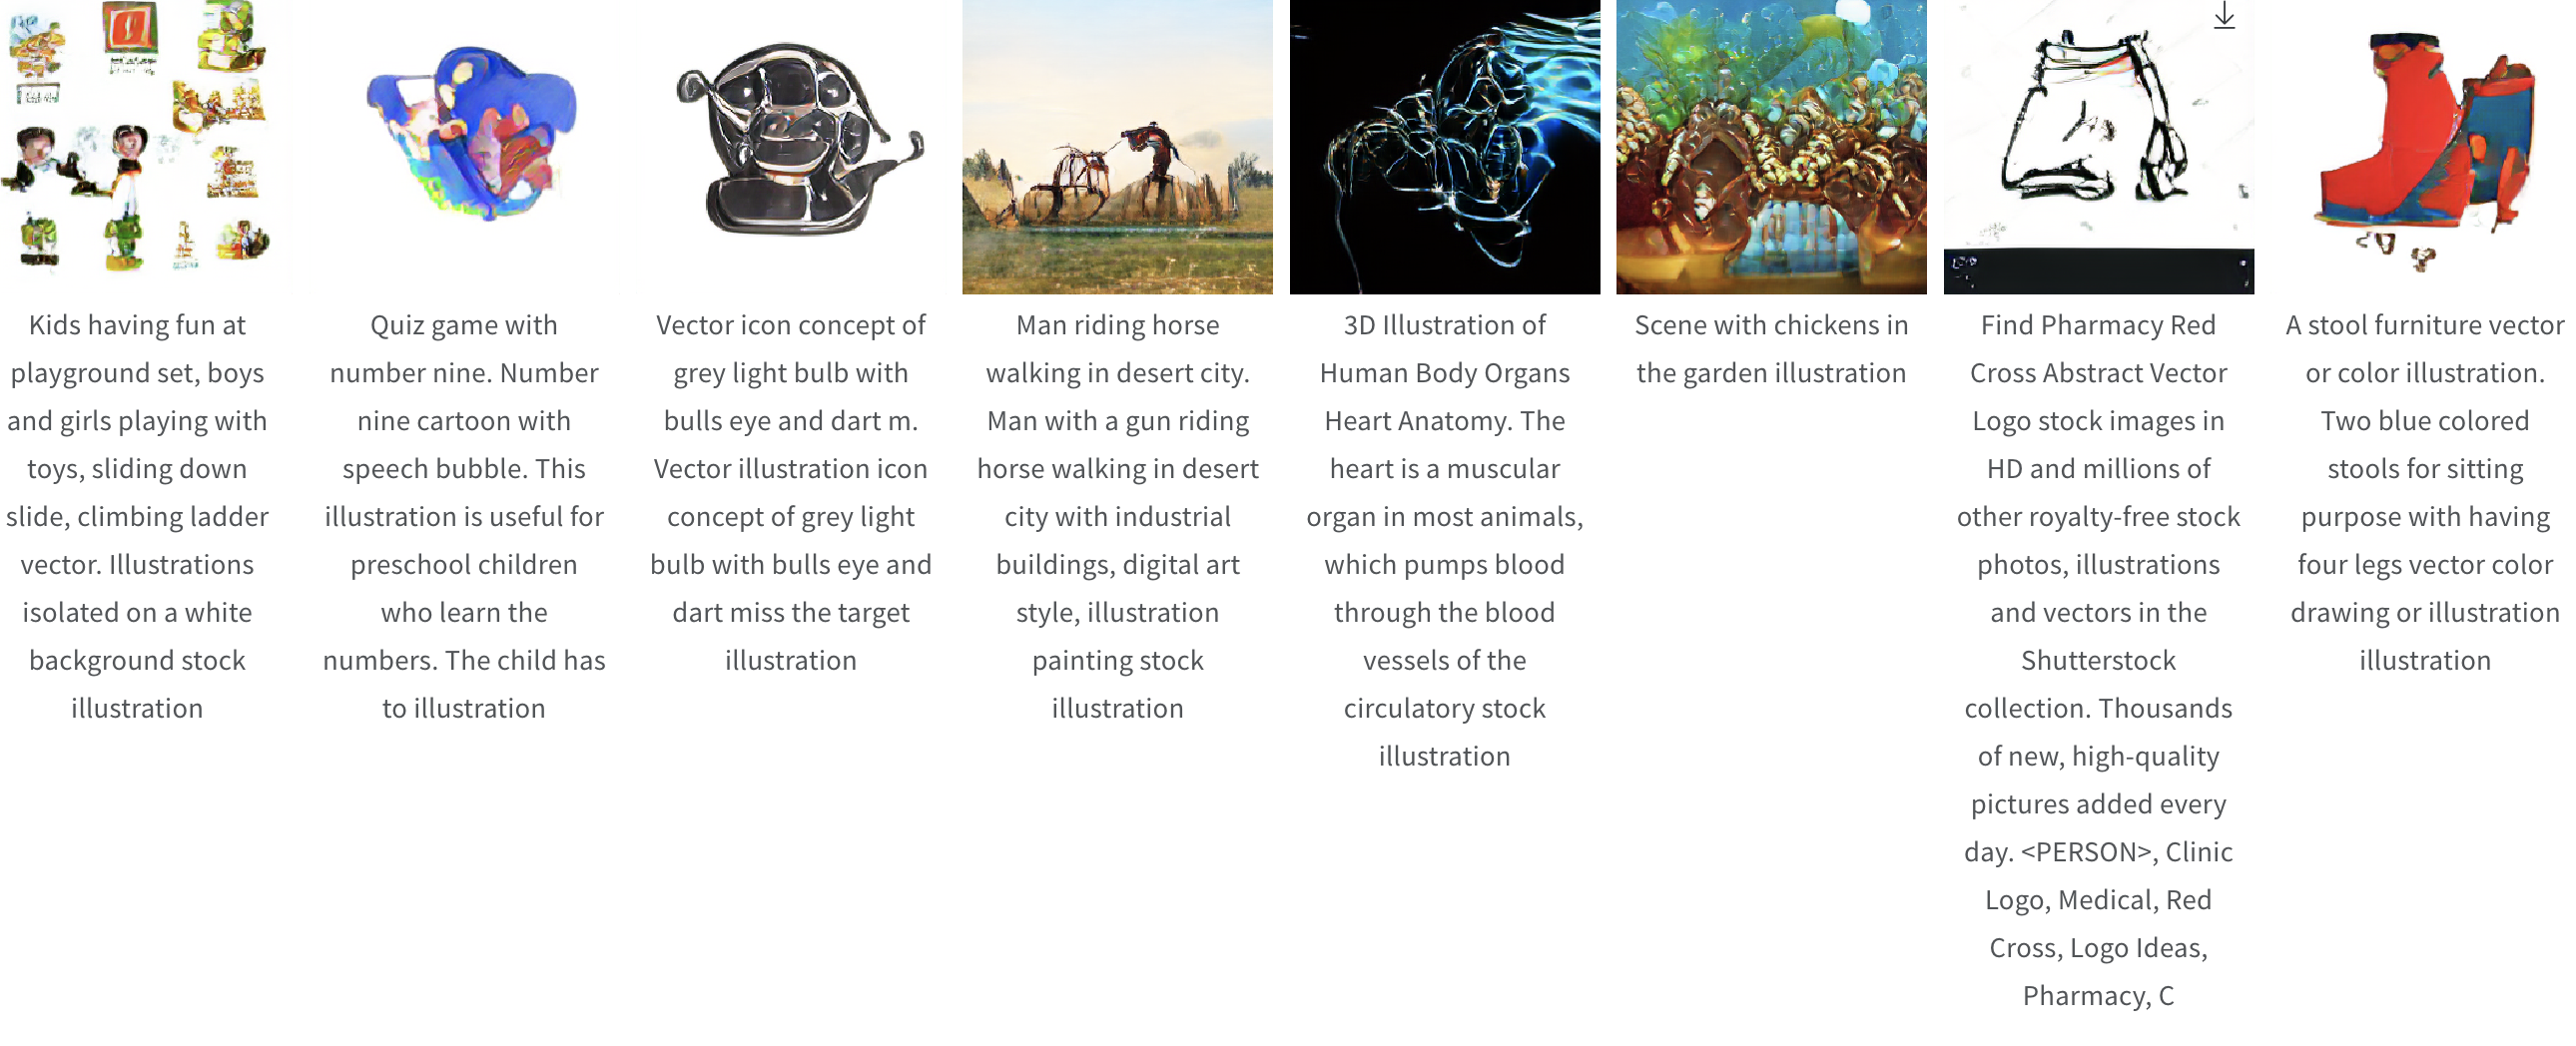 Kids having fun at
playground set, boys
and girls playing with
toys, sliding down
slide, climbing ladder
vector. Illustrations
isolated on a white
background stock
illustration
Quiz game with
number nine. Number
nine cartoon with
speech bubble. This
illustration is useful for
preschool children
who learn the
numbers. The child has
to illustration
Vector icon concept of
grey light bulb with
bulls eye and dart m.
Vector illustration icon
concept of grey light
bulb with bulls eye and
dart miss the target
illustration
Man riding horse
walking in desert city.
Man with a gun riding
horse walking in desert
city with industrial
buildings, digital art
style, illustration
painting stock
illustration
3D Illustration of
Human Body Organs
Heart Anatomy. The
heart is a muscular
organ in most animals,
which pumps blood
through the blood
vessels of the
circulatory stock
illustration
Scene with chickens in
the garden illustration
Find Pharmacy Red
Cross Abstract Vector
Logo stock images in
HD and millions of
other royalty-free stock
photos, illustrations
and vectors in the
Shutterstock
collection. Thousands
of new, high-quality
pictures added every
day. <PERSON>, Clinic
Logo, Medical, Red
Cross, Logo Ideas,
Pharmacy, C
A stool furniture vector
or color illustration.
Two blue colored
stools for sitting
purpose with having
four legs vector color
drawing or illustration
illustration